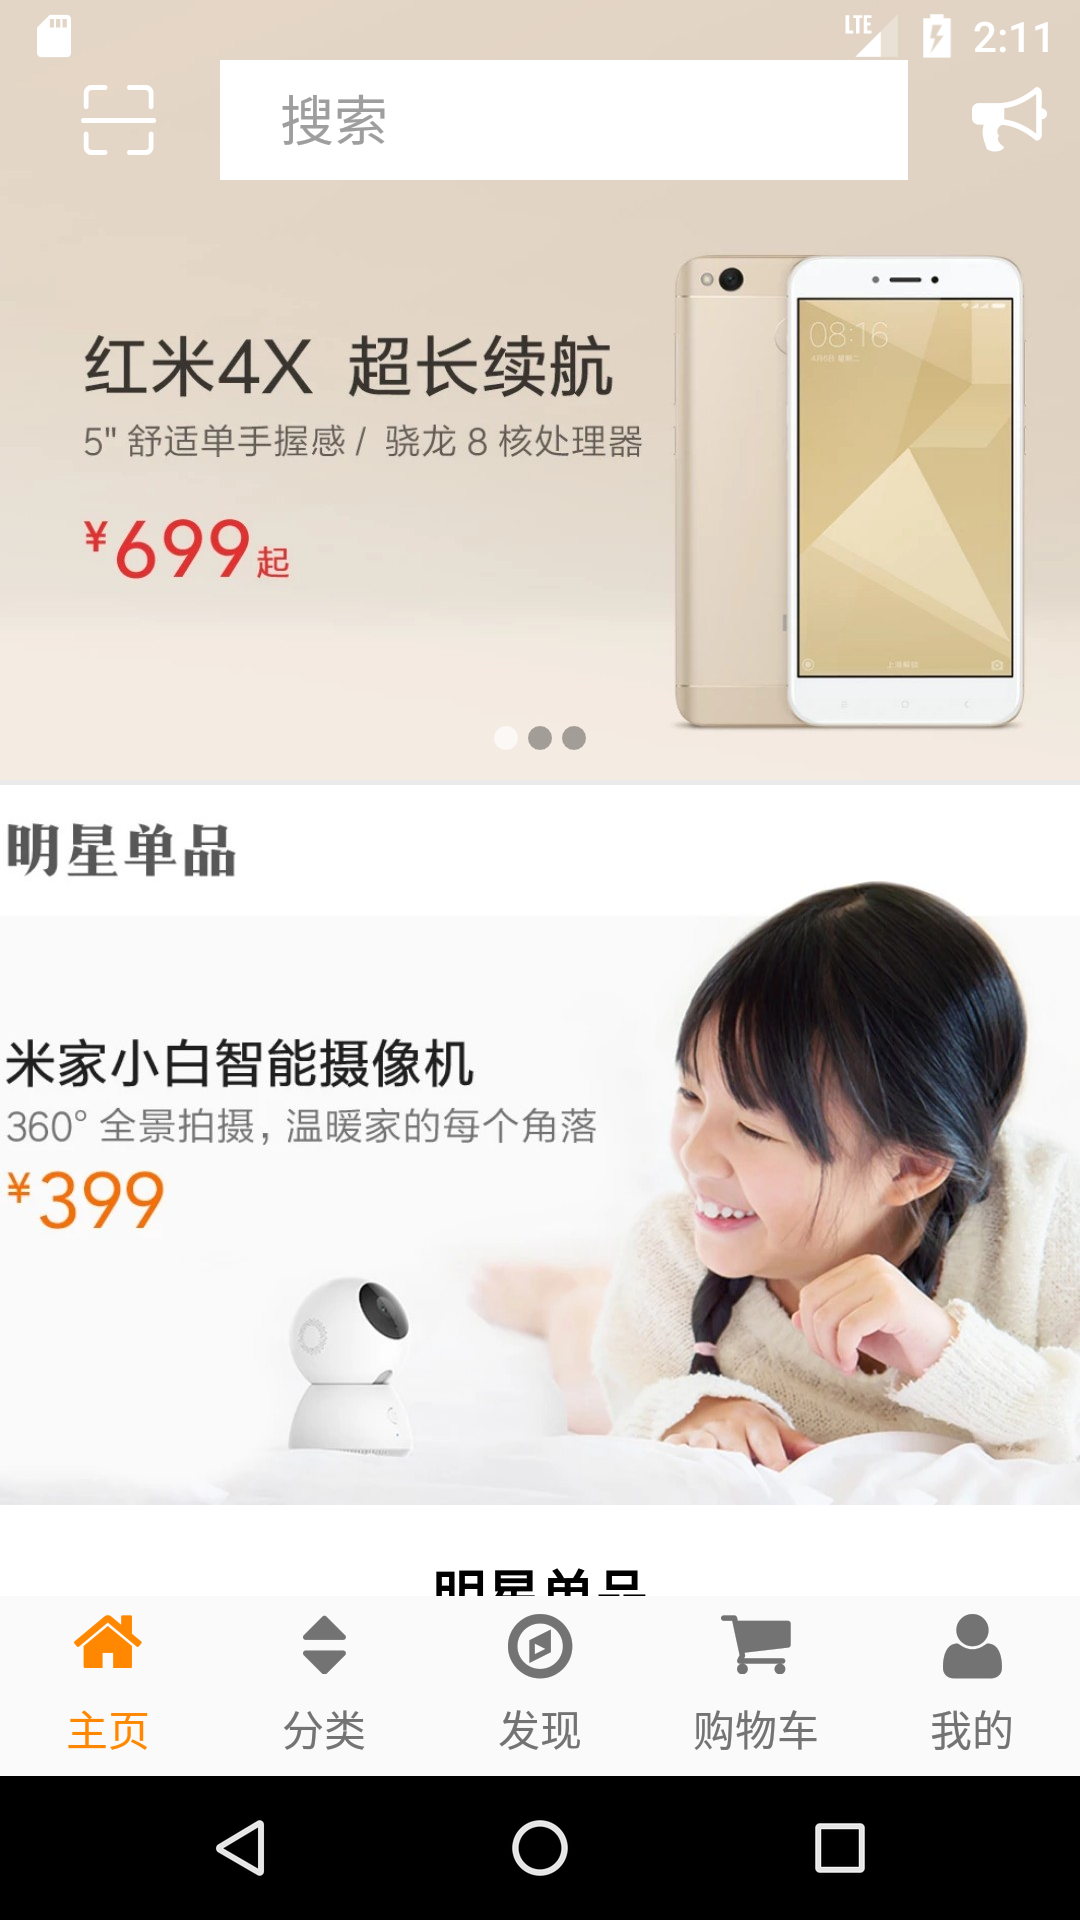 LTE 2:11
搜索
08:16
红米4X 超长续航
5" 舒适单手握感 / 骁龙 8 核处理器
¥699起
明星单品
米家小白智能摄像机
360° 全景拍摄，温暖家的每个角落
¥399
明星单品
主页 分类 发现 购物车 我的